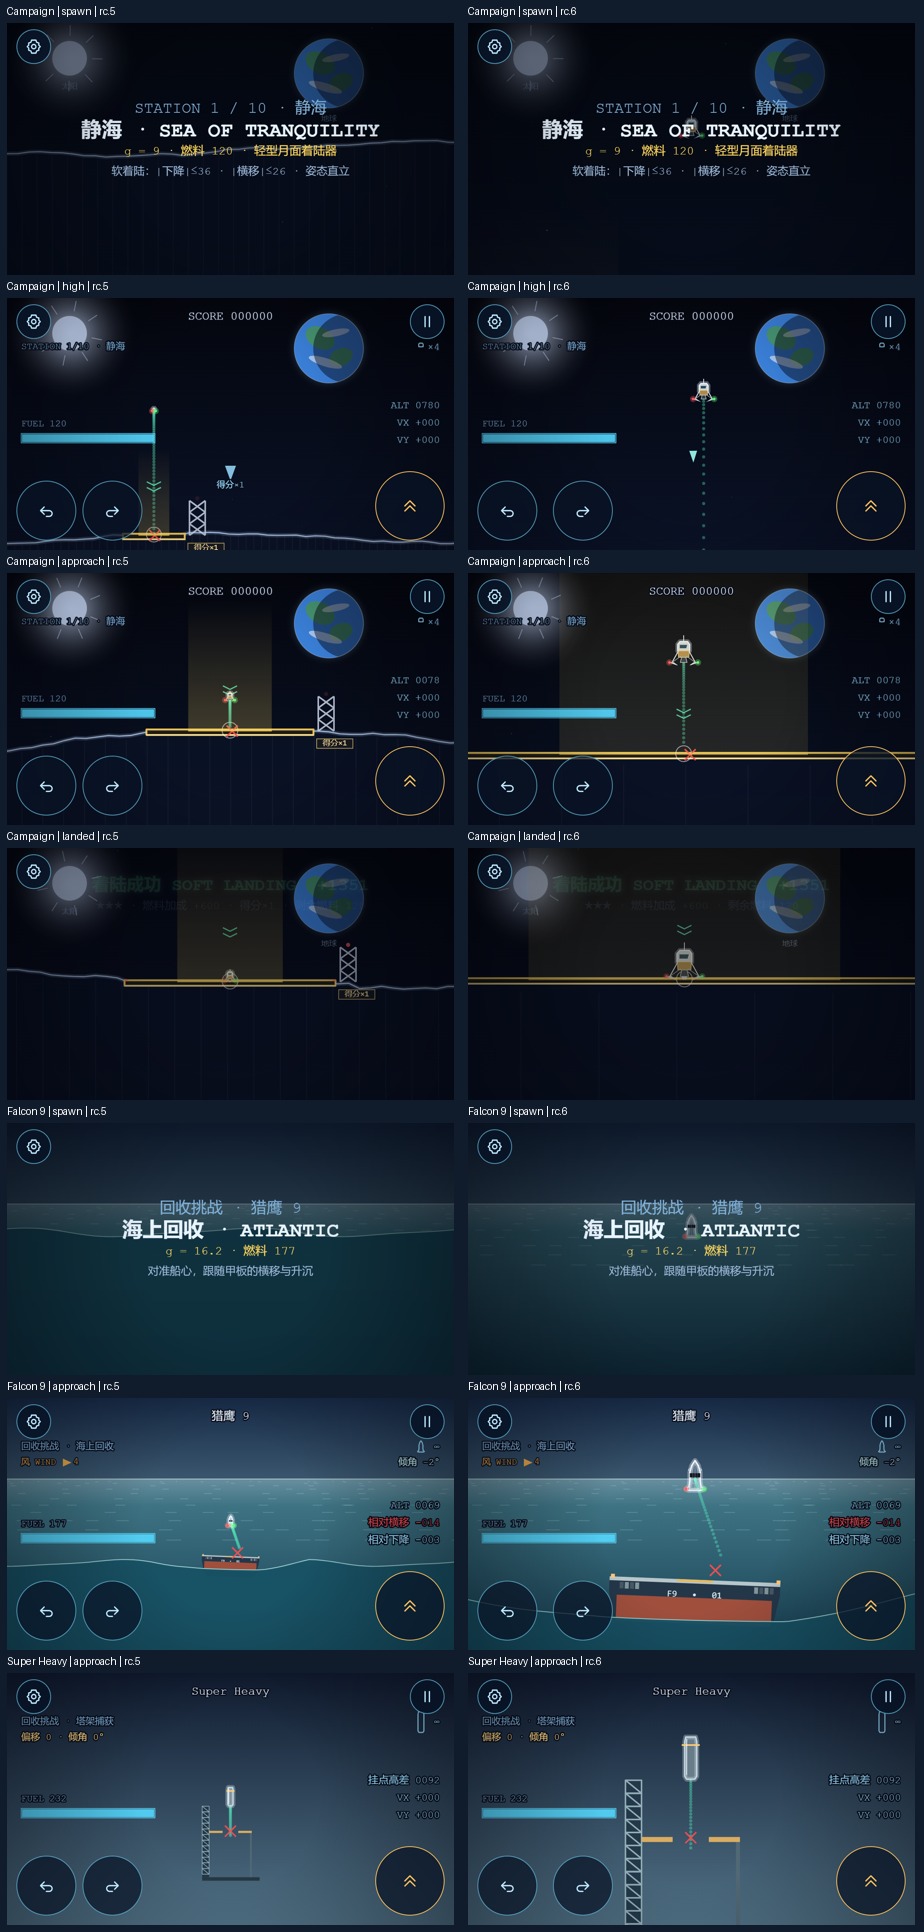 Campaign | spawn | rc.5
STATION 1 / 10 · 静海
静海 · SEA OF TRANQUILITY
g = 9 · 燃料 120 · 轻型月面着陆器
软着陆: |下降|≤36 · |横移|≤26 · 姿态直立
Campaign | spawn | rc.6
STATION 1 / 10 · 静海
静海 · SEA OF TRANQUILITY
g = 9 · 燃料 120 · 轻型月面着陆器
软着陆: |下降|≤36 · |横移|≤26 · 姿态直立
Campaign | high | rc.5
SCORE 000000
STATION 1/10 · 静海
×4
ALT 0780
VX +000
VY +000
FUEL 120
得分×1
得分×1
Campaign | high | rc.6
SCORE 000000
STATION 1/10 · 静海
×4
ALT 0780
VX +000
VY +000
FUEL 120
Campaign | approach | rc.5
SCORE 000000
STATION 1/10 · 静海
×4
ALT 0078
VX +000
VY +000
FUEL 120
得分×1
Campaign | approach | rc.6
SCORE 000000
STATION 1/10 · 静海
×4
ALT 0078
VX +000
VY +000
FUEL 120
Campaign | landed | rc.5
着陆成功 SOFT LANDING
地球
得分×1
Campaign | landed | rc.6
着陆成功 SOFT LANDING
地球
Falcon 9 | spawn | rc.5
回收挑战 · 猎鹰 9
海上回收 · ATLANTIC
g = 16.2 · 燃料 177
对准船心，跟随甲板的横移与升沉
Falcon 9 | spawn | rc.6
回收挑战 · 猎鹰 9
海上回收 · ATLANTIC
g = 16.2 · 燃料 177
对准船心，跟随甲板的横移与升沉
Falcon 9 | approach | rc.5
猎鹰 9
回收挑战 · 海上回收
风 WIND ▶4
倾角 -2°
ALT 0069
相对横移 -014
相对下降 -003
FUEL 177
Falcon 9 | approach | rc.6
猎鹰 9
回收挑战 · 海上回收
风 WIND ▶4
倾角 -2°
ALT 0069
相对横移 -014
相对下降 -003
FUEL 177
F9 • 01
Super Heavy | approach | rc.5
Super Heavy
回收挑战 · 塔架捕获
偏移 0 · 倾角 0°
挂点高差 0092
VX +000
VY +000
FUEL 232
Super Heavy | approach | rc.6
Super Heavy
回收挑战 · 塔架捕获
偏移 0 · 倾角 0°
挂点高差 0092
VX +000
VY +000
FUEL 232